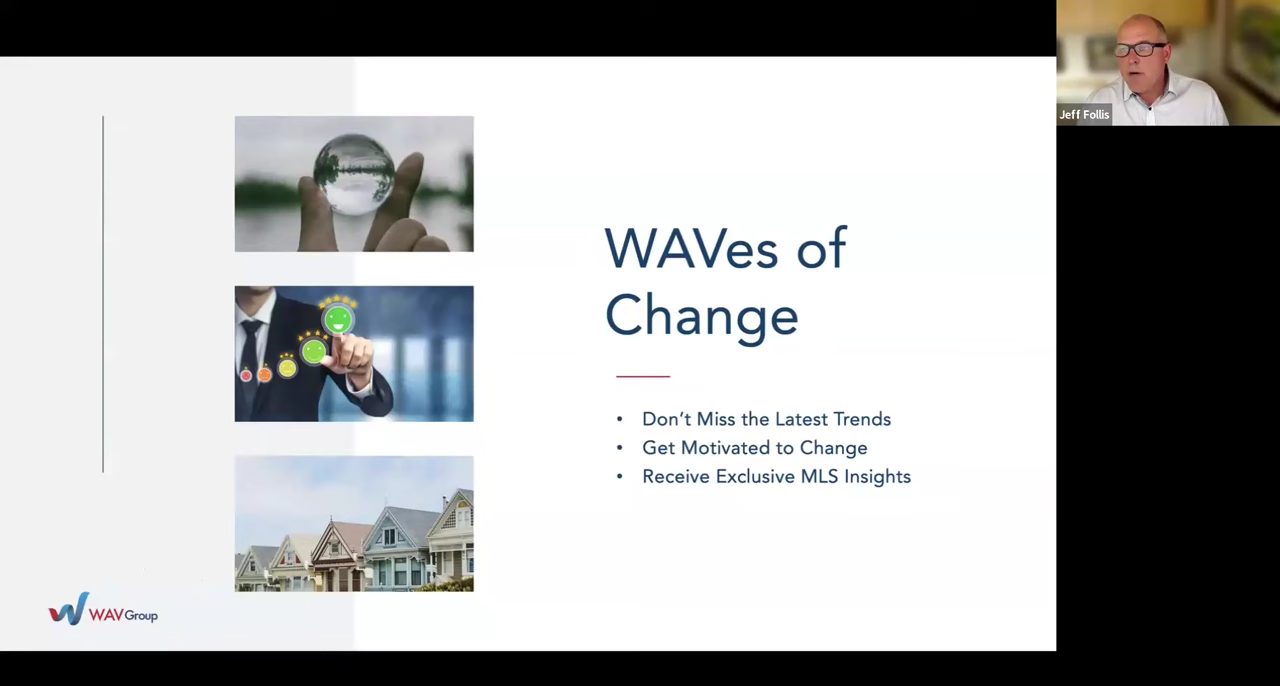 Jeff Follis
WAVes of
Change
• Don't Miss the Latest Trends
• Get Motivated to Change
• Receive Exclusive MLS Insights
WAVGroup